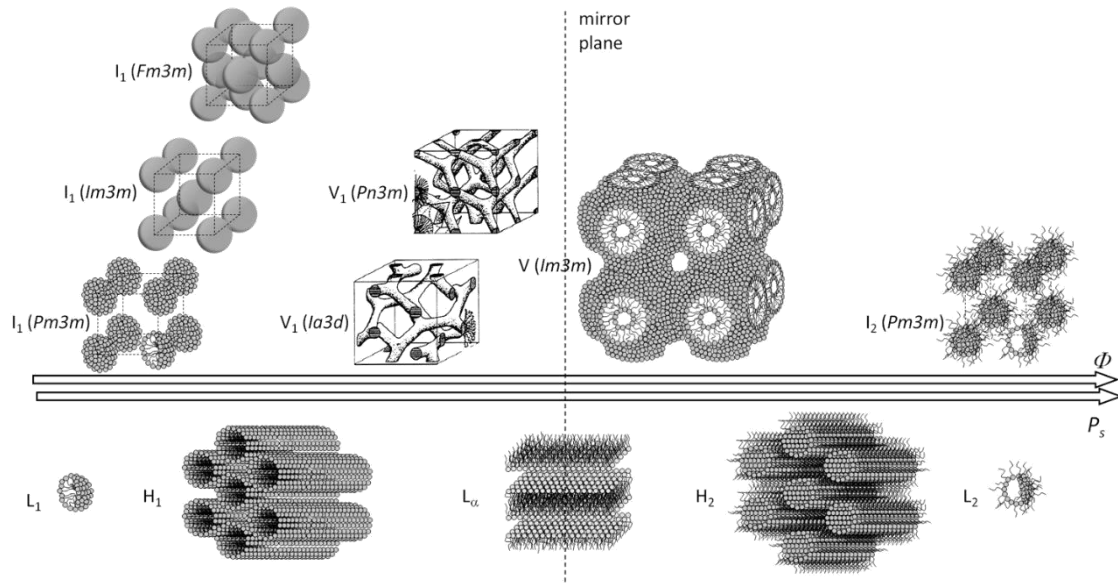 mirror
plane
I₁ (Fm3m)
I₁ (Im3m)
V₁ (Pn3m)
V (Im3m)
I₁ (Pm3m)
V₁ (Ia3d)
I₂ (Pm3m)
Φ
Pₛ
L₁
H₁
Lα
H₂
L₂